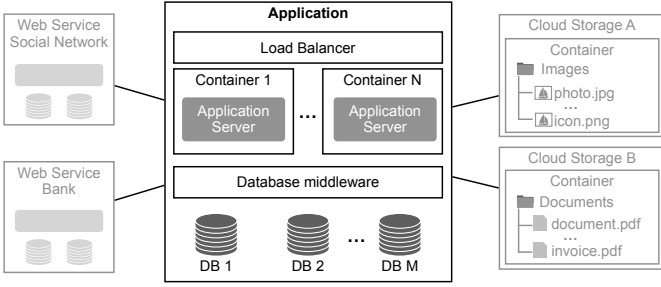 Web Service
Social Network
Web Service
Bank
Application
Load Balancer
Container 1
Application
Server
...
Container N
Application
Server
Database middleware
DB 1
DB 2
...
DB M
Cloud Storage A
Container
Images
photo.jpg
...
icon.png
Cloud Storage B
Container
Documents
document.pdf
...
invoice.pdf